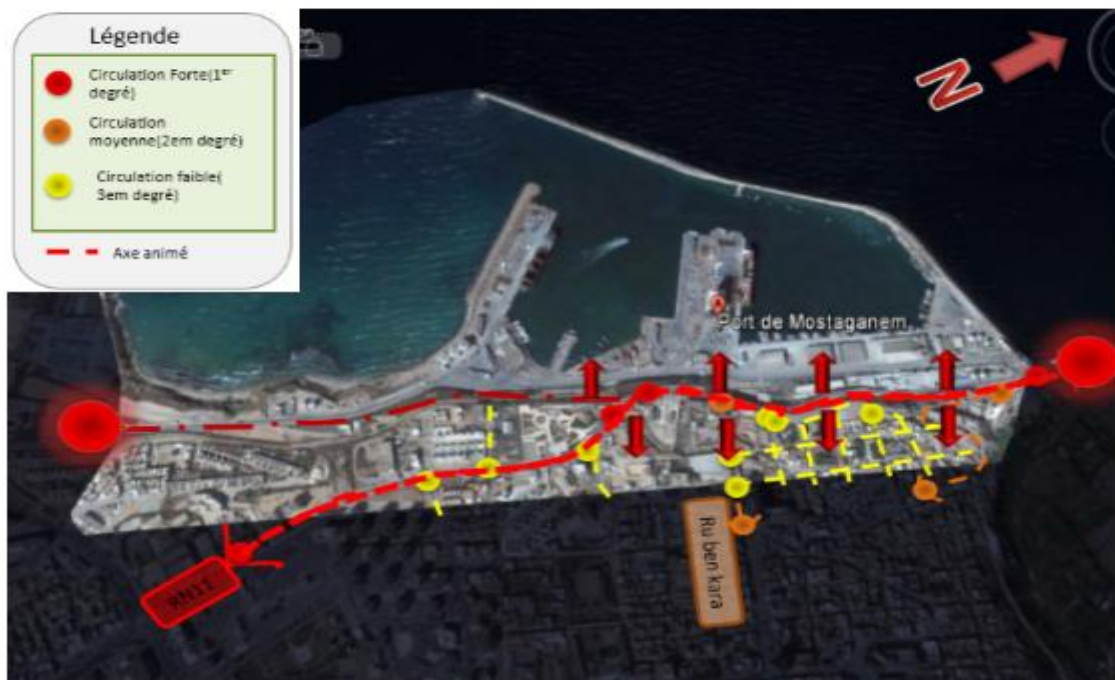 Légende
Circulation Forte(1er
degré)
Circulation
moyenne(2em degré)
Circulation faible(
3em degré)
Axe animé
N
Port de Mostaganem
RN11
Ru ben kara